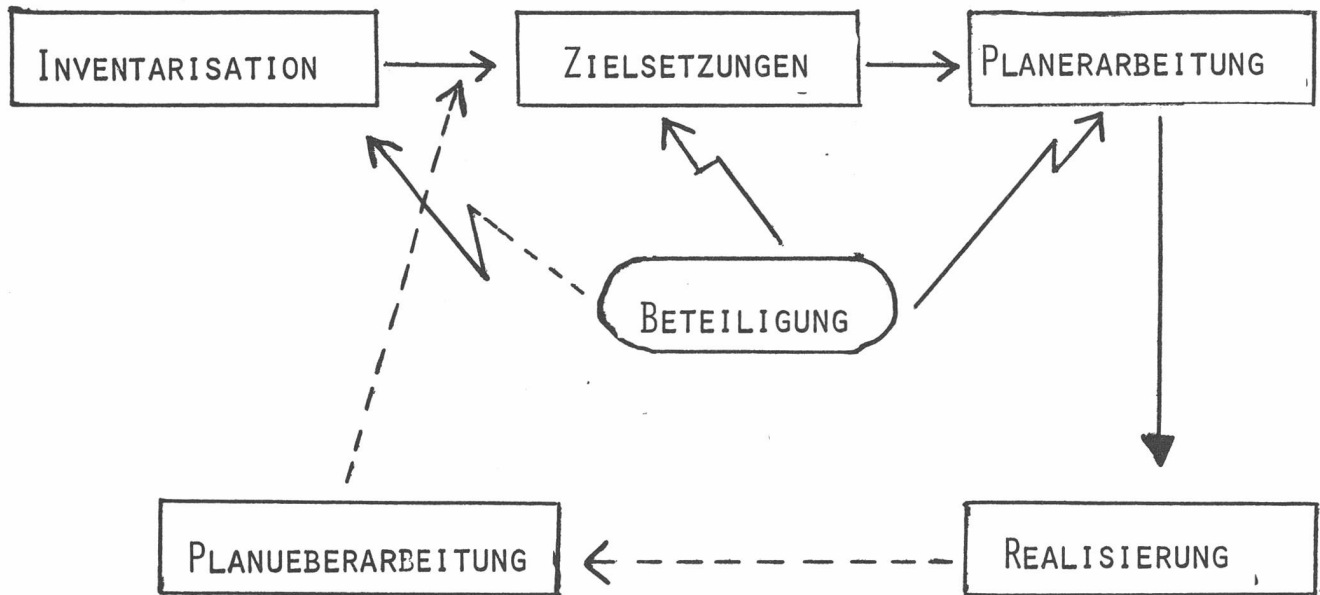 INVENTARISATION
ZIELSETZUNGEN
PLANERARBEITUNG
BETEILIGUNG
PLANUEBERARBEITUNG
REALISIERUNG